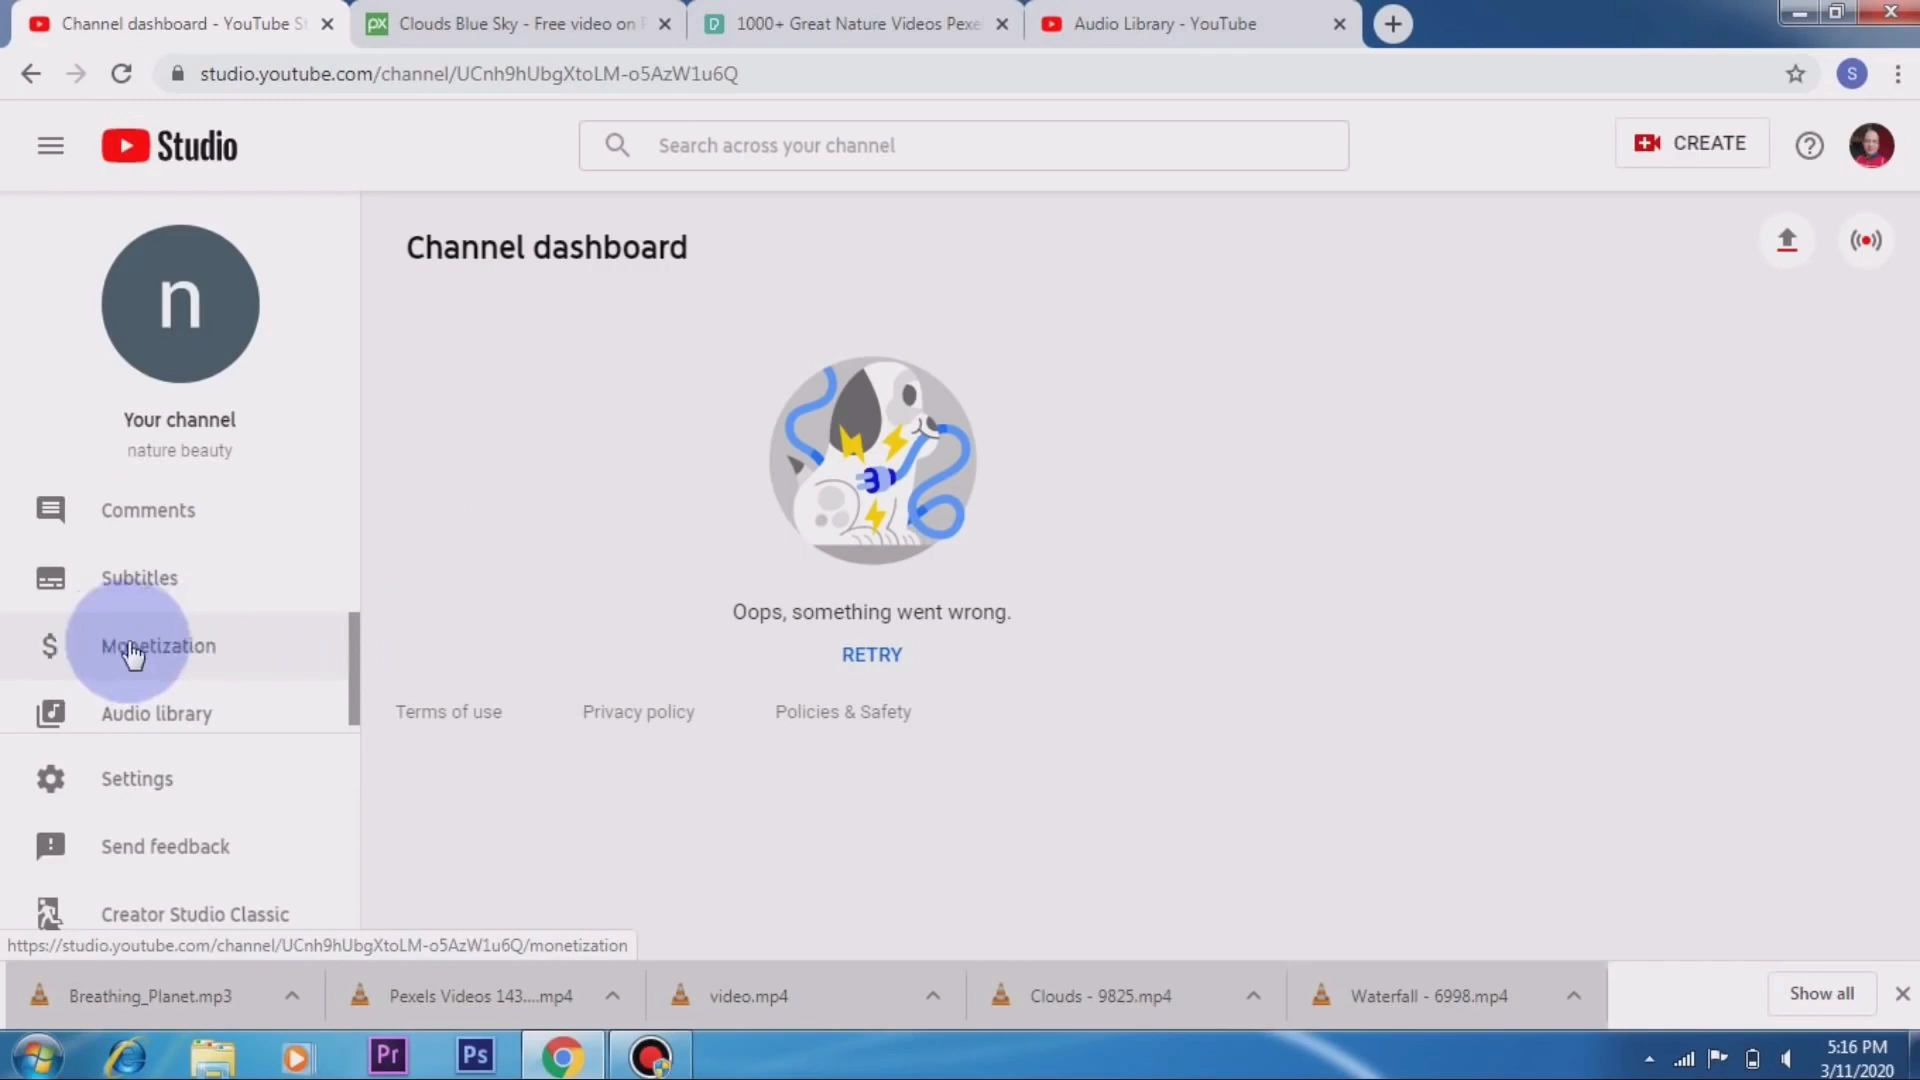 Channel dashboard - YouTube St
Clouds Blue Sky - Free video on P
1000+ Great Nature Videos Pexe
Audio Library - YouTube
studio.youtube.com/channel/UCnh9hUbgXtoLM-o5AzW1u6Q
S
Studio
Search across your channel
CREATE
n
Your channel
nature beauty
Channel dashboard
Comments
Subtitles
Monetization
Audio library
Settings
Send feedback
Creator Studio Classic
Oops, something went wrong.
RETRY
Terms of use
Privacy policy
Policies & Safety
https://studio.youtube.com/channel/UCnh9hUbgXtoLM-o5AzW1u6Q/monetization
Breathing_Planet.mp3
Pexels Videos 143....mp4
video.mp4
Clouds - 9825.mp4
Waterfall - 6998.mp4
Show all
Pr
Ps
5:16 PM
3/11/2020